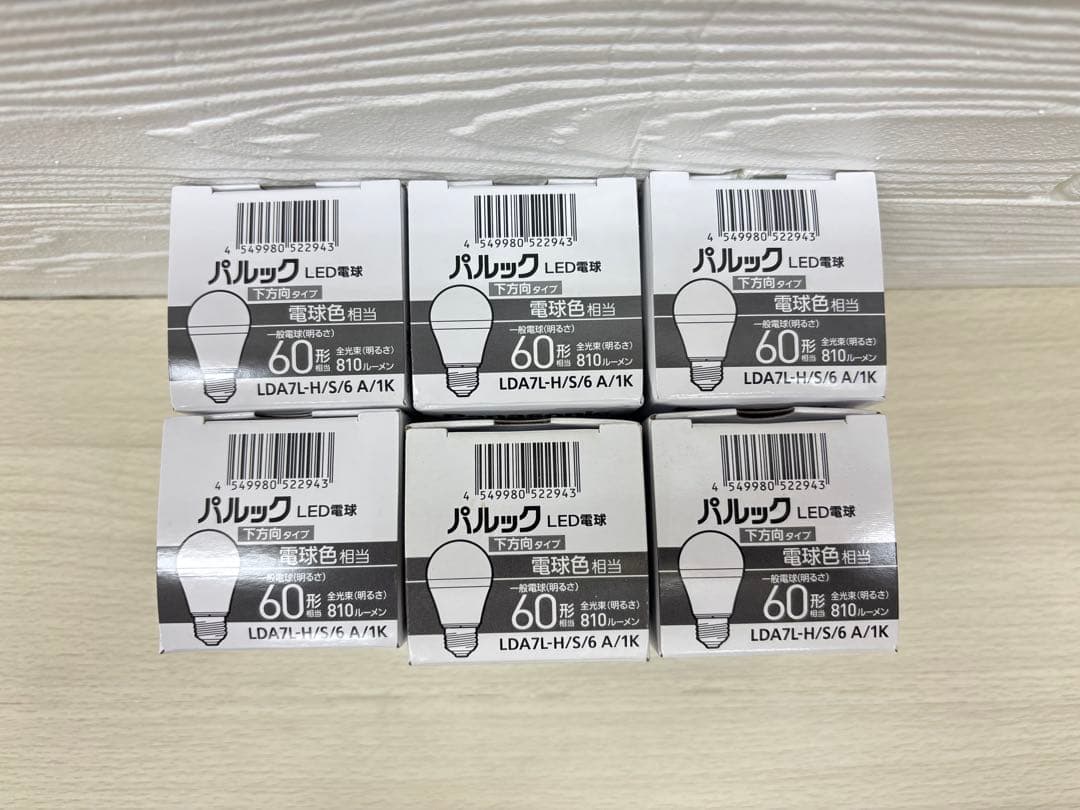 4 549980 522943
パルック LED電球
下方向タイプ
電球色相当
一般電球(明るさ)
60形相当
全光束(明るさ)
810ルーメン
LDA7L-H/S/6 A/1K
4 549980 522943
パルック LED電球
下方向タイプ
電球色相当
一般電球(明るさ)
60形相当
全光束(明るさ)
810ルーメン
LDA7L-H/S/6 A/1K
4 549980 522943
パルック LED電球
下方向タイプ
電球色相当
一般電球(明るさ)
60形相当
全光束(明るさ)
810ルーメン
LDA7L-H/S/6 A/1K
4 549980 522943
パルック LED電球
下方向タイプ
電球色相当
一般電球(明るさ)
60形相当
全光束(明るさ)
810ルーメン
LDA7L-H/S/6 A/1K
4 549980 522943
パルック LED電球
下方向タイプ
電球色相当
一般電球(明るさ)
60形相当
全光束(明るさ)
810ルーメン
LDA7L-H/S/6 A/1K
4 549980 522943
パルック LED電球
下方向タイプ
電球色相当
一般電球(明るさ)
60形相当
全光束(明るさ)
810ルーメン
LDA7L-H/S/6 A/1K